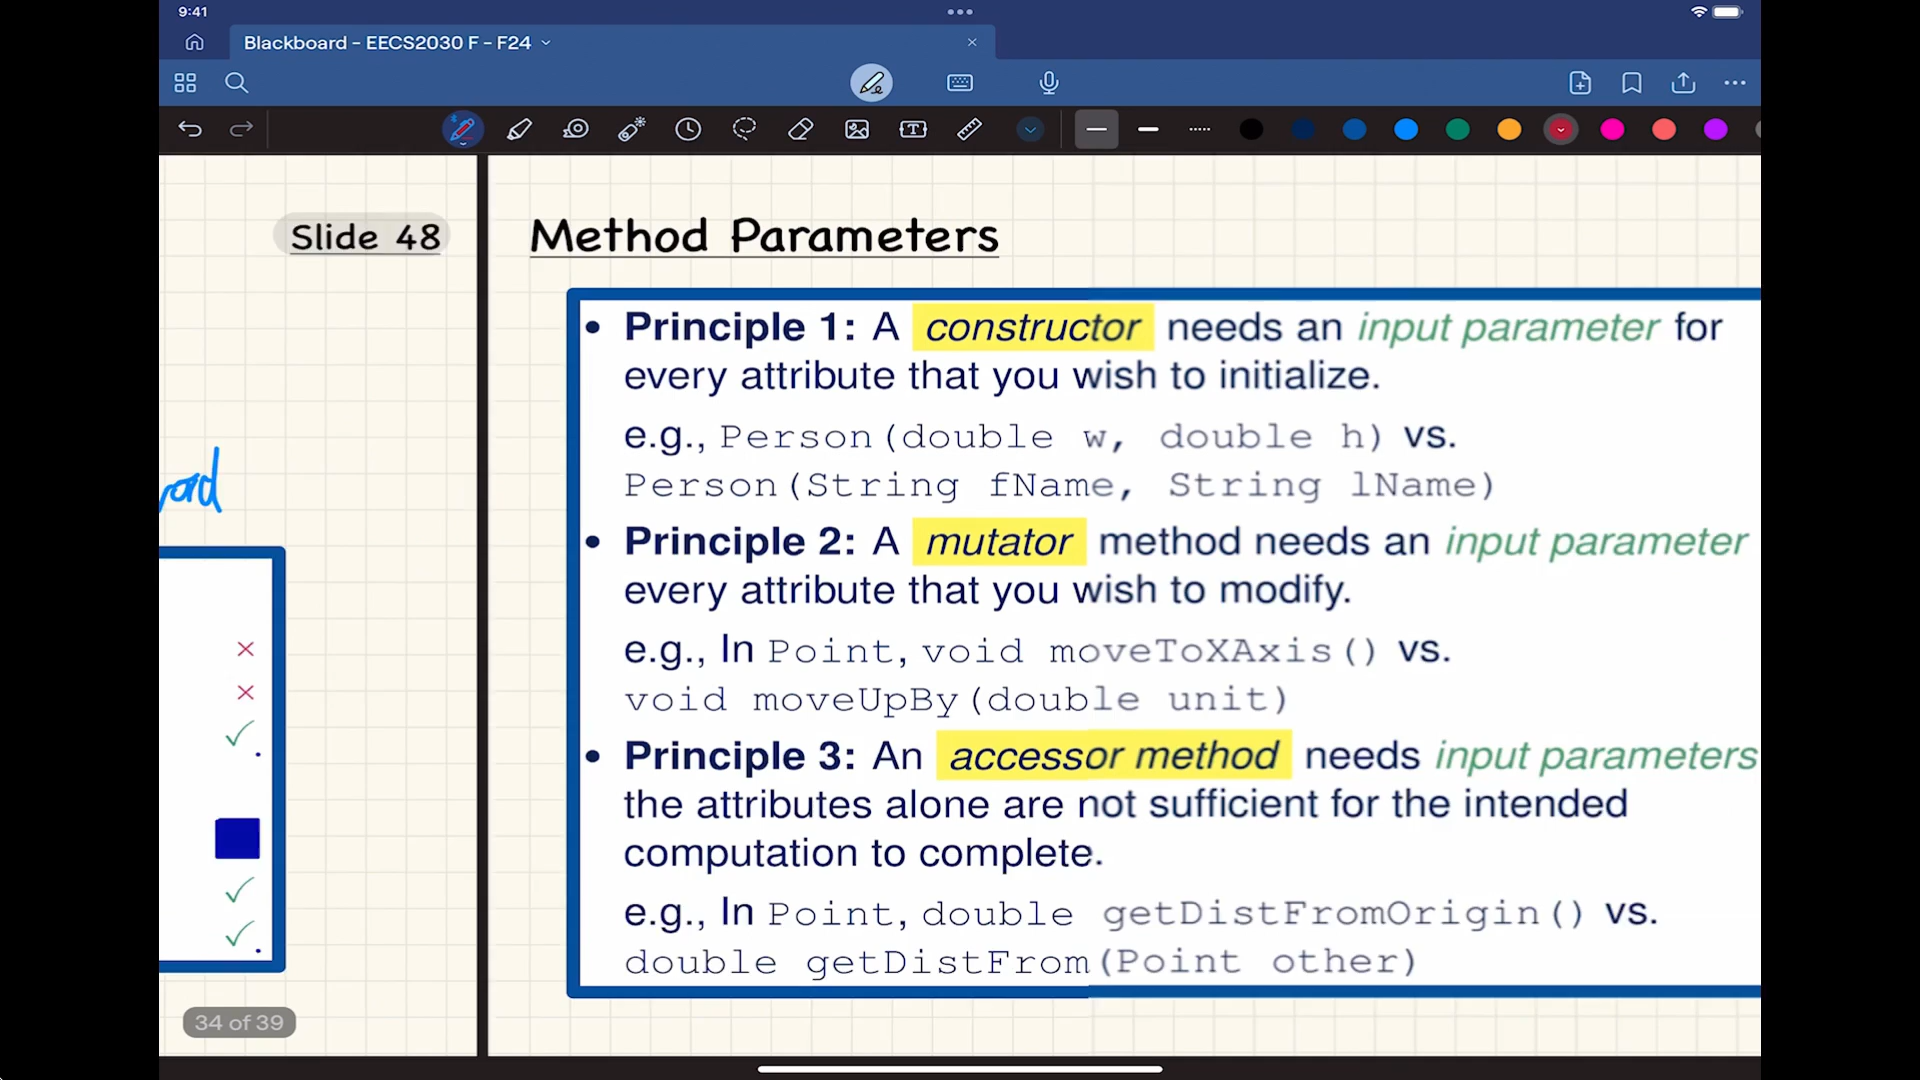 9:41
Blackboard - EECS2030 F - F24
Slide 48
Method Parameters
• Principle 1: A constructor needs an input parameter for
every attribute that you wish to initialize.
e.g., Person(double w, double h) vs.
Person(String fName, String lName)
• Principle 2: A mutator method needs an input parameter
every attribute that you wish to modify.
e.g., In Point, void moveToXAxis() vs.
void moveUpBy(double unit)
• Principle 3: An accessor method needs input parameters
the attributes alone are not sufficient for the intended
computation to complete.
e.g., In Point, double getDistFromOrigin() vs.
double getDistFrom(Point other)
34 of 39